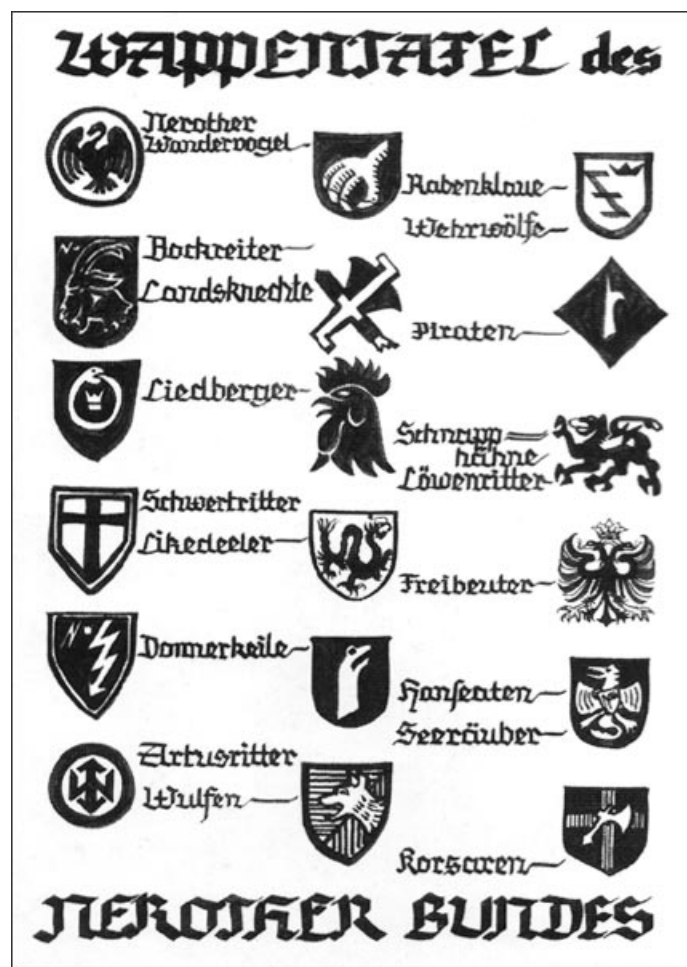 WAPPENTAFEL des
Nerother
Wandervogel
Rabenklaue
Wehrwölfe
Bockreiter
Landsknechte
Piraten
Liedberger
Schnapp
hähne
Löwenritter
Schwertritter
Likedeeler
Freibeuter
N
Donnerkeile
Hanseaten
Seeräuber
Artusritter
Wulfen
Korsaren
NEROTHER BUNDES